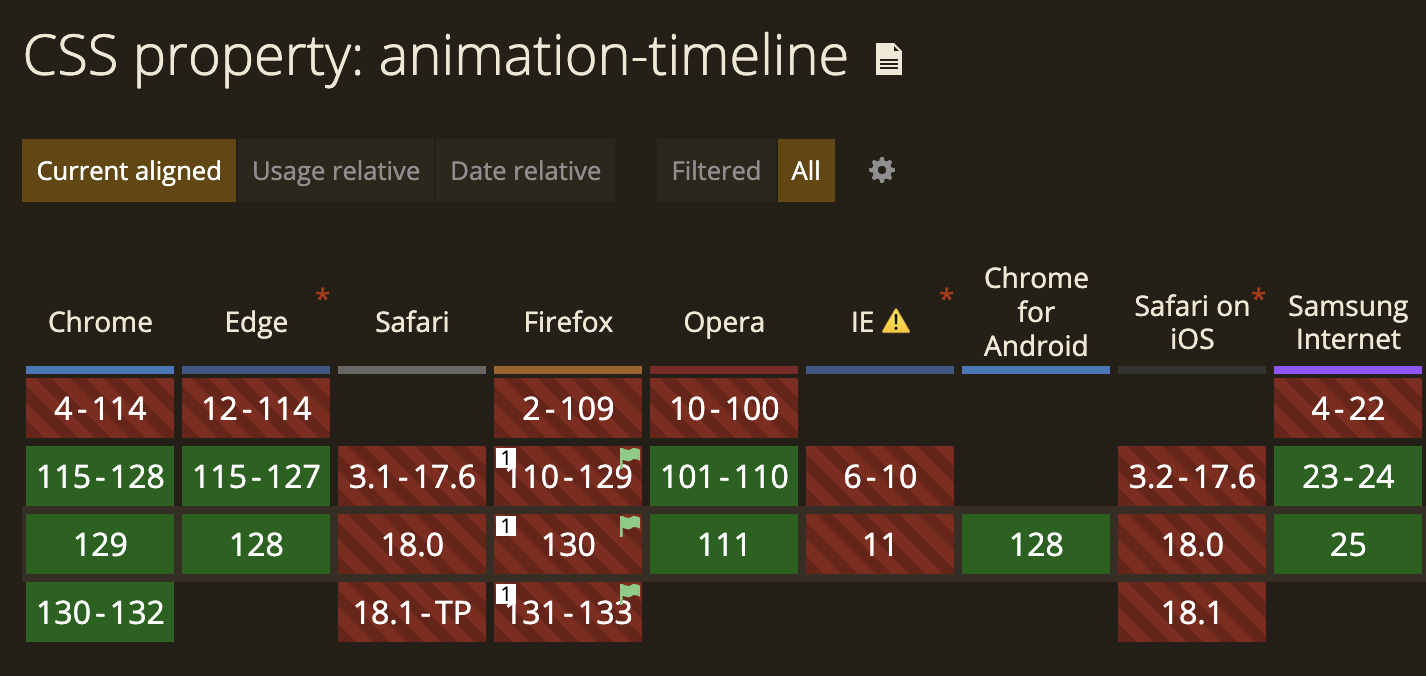 CSS property: animation-timeline
Current aligned Usage relative Date relative Filtered All
Chrome Edge * Safari Firefox Opera IE * Chrome for Android Safari on iOS * Samsung Internet
4-114 12-114 2-109 10-100 4-22
115-128 115-127 3.1-17.6 1 110-129 101-110 6-10 3.2-17.6 23-24
129 128 18.0 1 130 111 11 128 18.0 25
130-132 18.1-TP 1 131-133 18.1